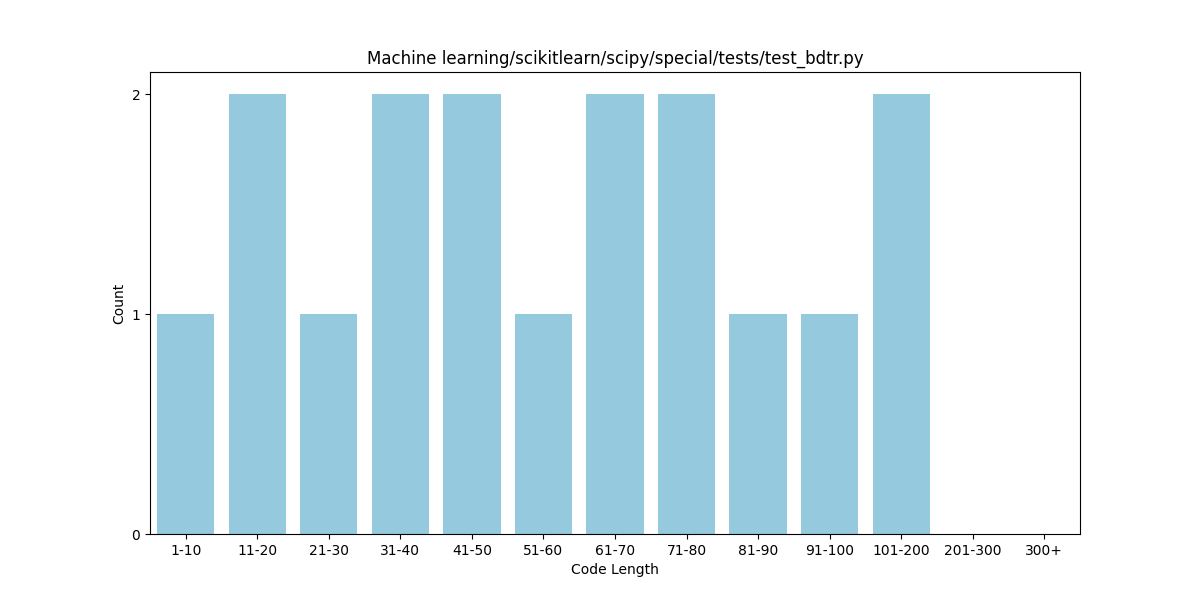 Machine learning/scikitlearn/scipy/special/tests/test_bdtr.py
2
1
0
Count
1-10 11-20 21-30 31-40 41-50 51-60 61-70 71-80 81-90 91-100 101-200 201-300 300+
Code Length